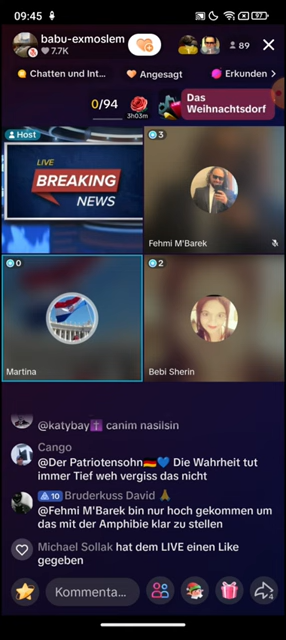 09:45
97
babu-exmoslem
7.7K
89
Chatten und Int...
Angesagt
Erkunden
0/94
3h03m
Das
Weihnachtsdorf
Host
LIVE
BREAKING
NEWS
3
Fehmi M'Barek
0
Martina
2
Bebi Sherin
@katybay✝️ canim nasilsin
Cango
@Der Patriotensohn🇩🇪💙 Die Wahrheit tut
immer Tief weh vergiss das nicht
10 Bruderkuss David 🙏
@Fehmi M'Barek bin nur hoch gekommen um
das mit der Amphibie klar zu stellen
Michael Sollak hat dem LIVE einen Like
gegeben
Kommenta...
4